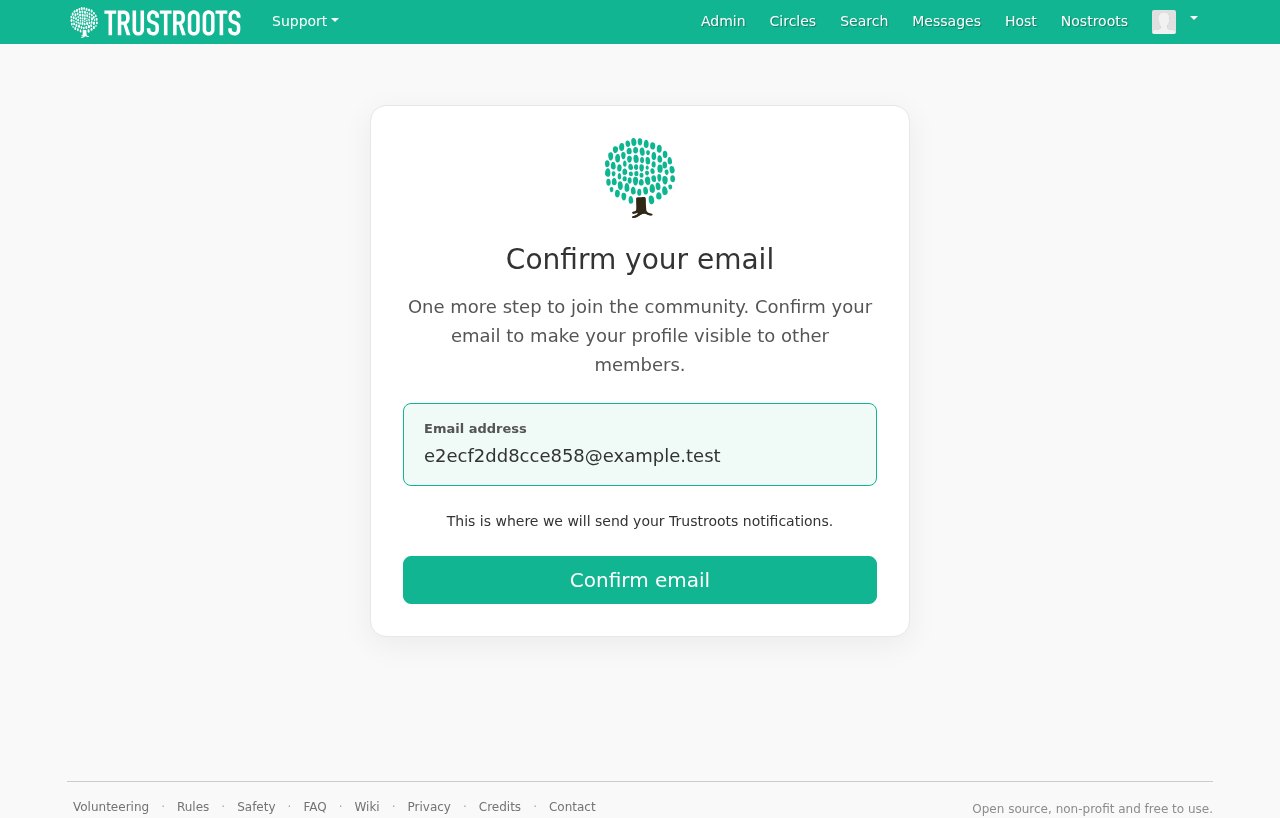 TRUSTROOTS Support Admin Circles Search Messages Host Nostroots
Confirm your email
One more step to join the community. Confirm your
email to make your profile visible to other
members.
Email address
e2ecf2dd8cce858@example.test
This is where we will send your Trustroots notifications.
Confirm email
Volunteering · Rules · Safety · FAQ · Wiki · Privacy · Credits · Contact Open source, non-profit and free to use.